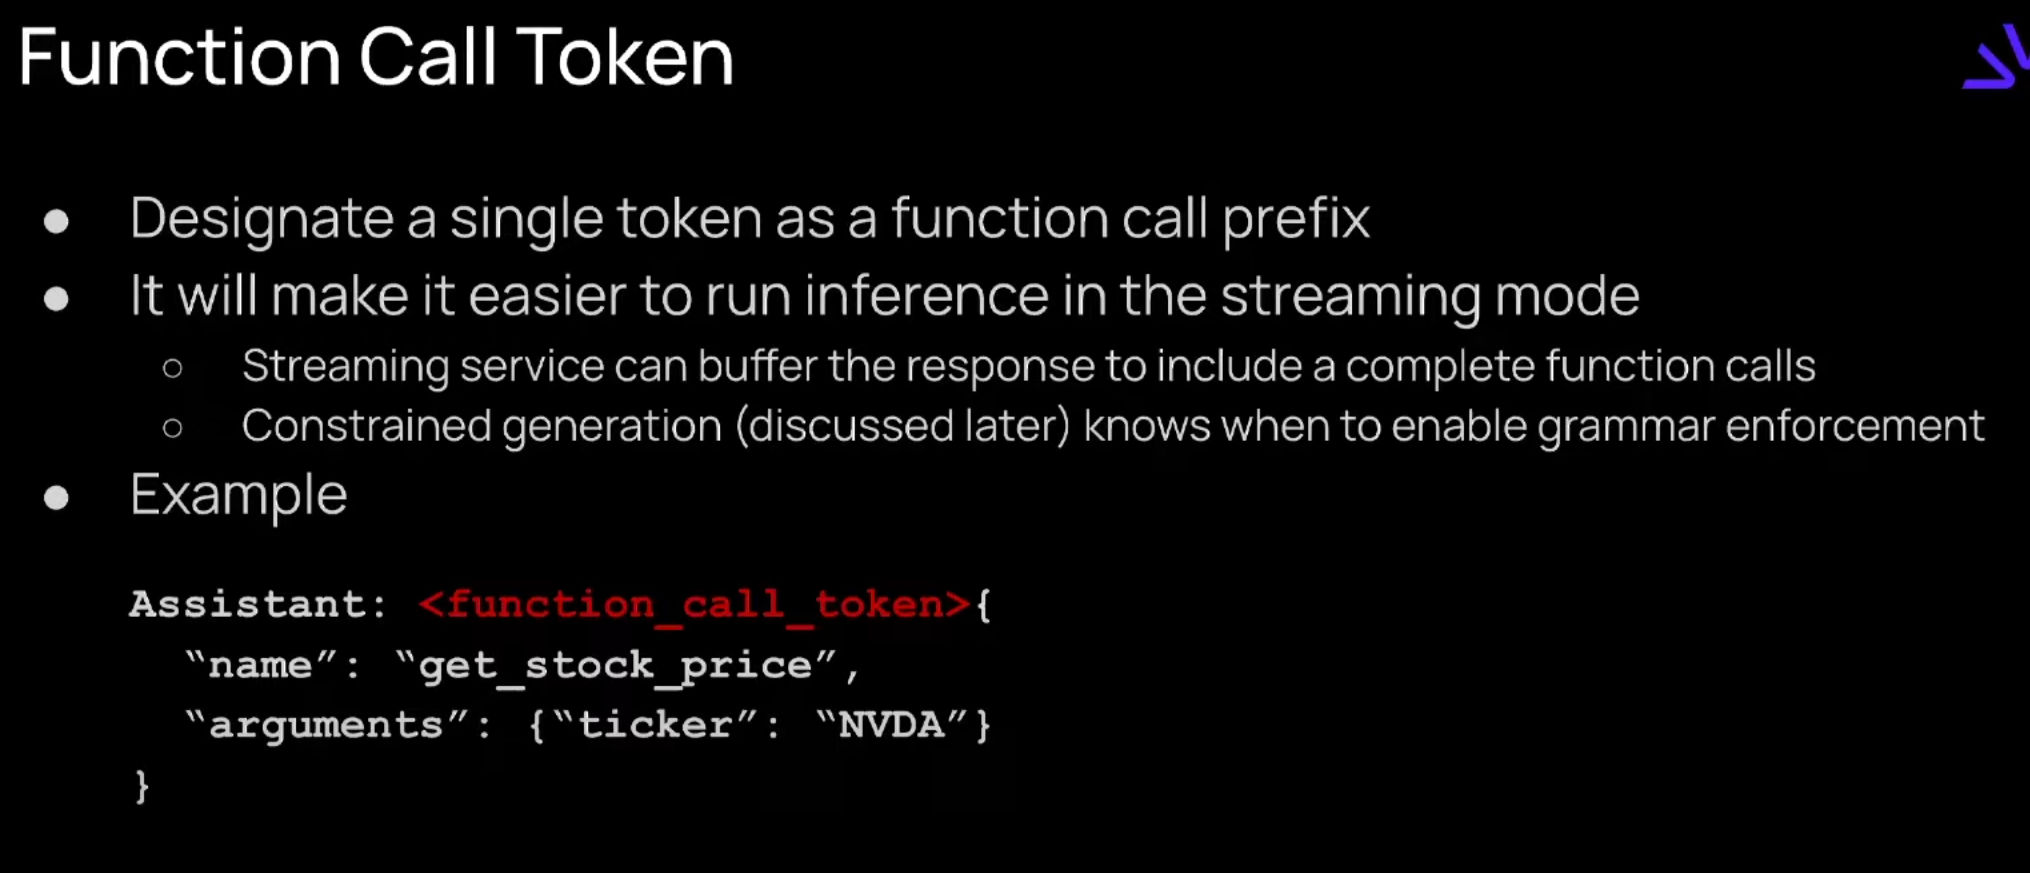 Function Call Token
● Designate a single token as a function call prefix
● It will make it easier to run inference in the streaming mode
○ Streaming service can buffer the response to include a complete function calls
○ Constrained generation (discussed later) knows when to enable grammar enforcement
● Example
Assistant: <function_call_token>{
“name”: “get_stock_price”,
“arguments”: {“ticker”: “NVDA”}
}